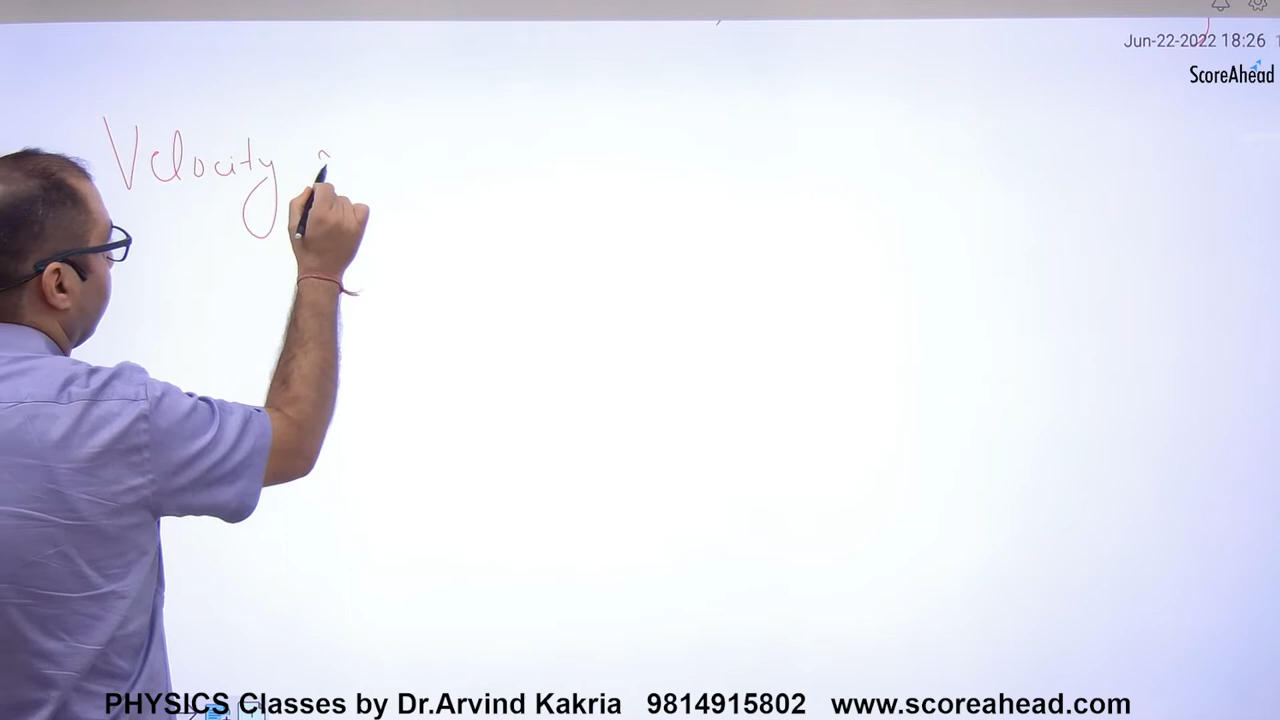 Jun-22-2022 18:26
ScoreAhead
Velocity
PHYSICS Classes by Dr.Arvind Kakria 9814915802 www.scoreahead.com